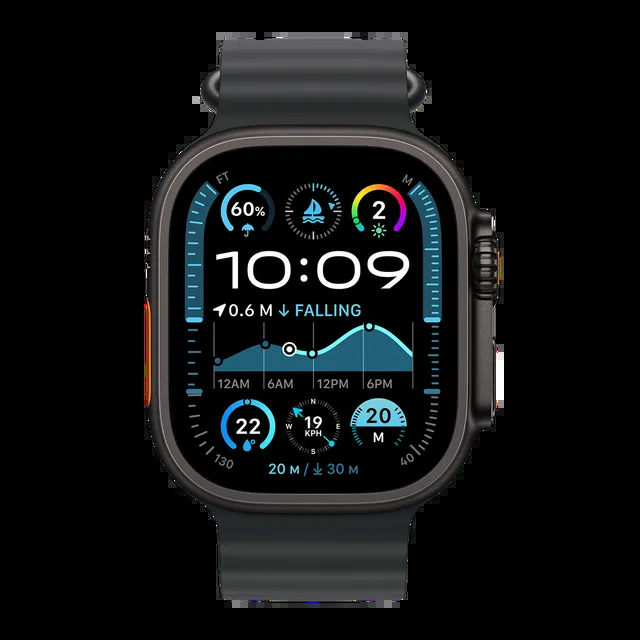 FT M
60% 2
10:09
0.6 M ↓ FALLING
12AM 6AM 12PM 6PM
N
22 W 19 E 20
KPH M
S
130 40
20 M / ↓ 30 M